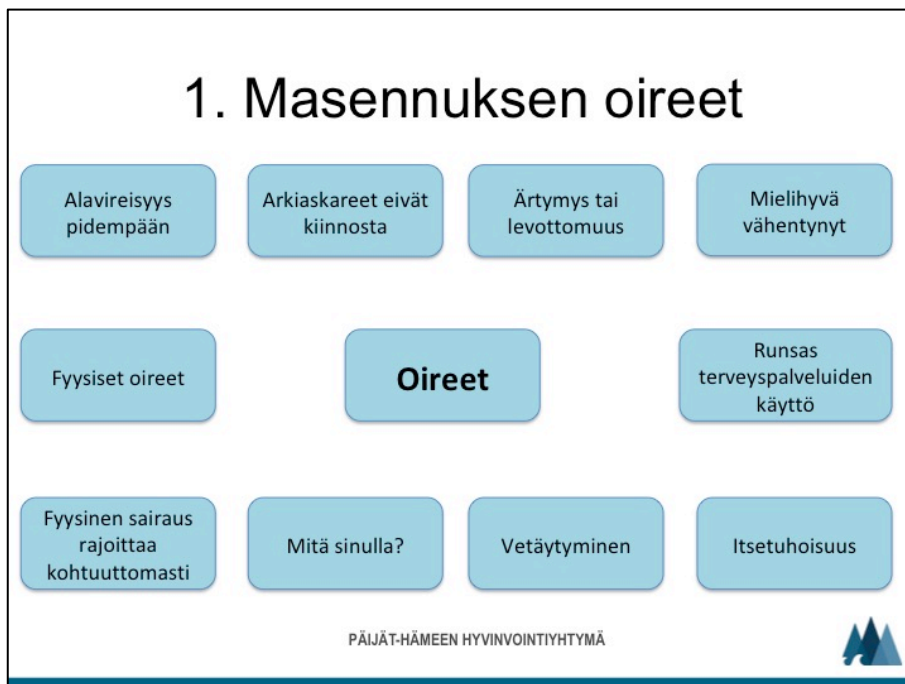 1. Masennuksen oireet
Alavireisyys
pidempään
Arkiaskareet eivät
kiinnosta
Ärtymys tai
levottomuus
Mielihyvä
vähentynyt
Fyysiset oireet
Oireet
Runsas
terveyspalveluiden
käyttö
Fyysinen sairaus
rajoittaa
kohtuuttomasti
Mitä sinulla?
Vetäytyminen
Itsetuhoisuus
PÄIJÄT-HÄMEEN HYVINVOINTIYHTYMÄ